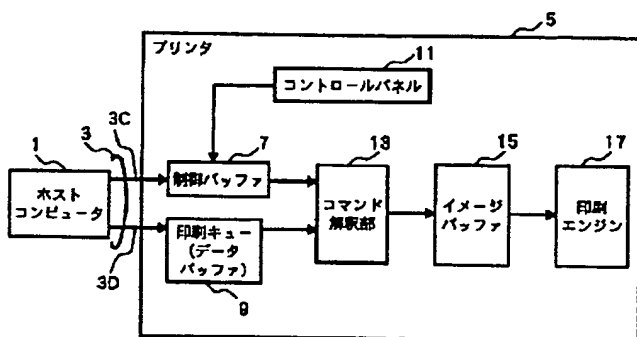 5
プリンタ
11
コントロールパネル
3
3C
1
7
13
15
17
ホスト
コンピュータ
制御バッファ
コマンド
解釈部
イメージ
バッファ
印刷
エンジン
印刷キュー
(データ
バッファ)
3D
9